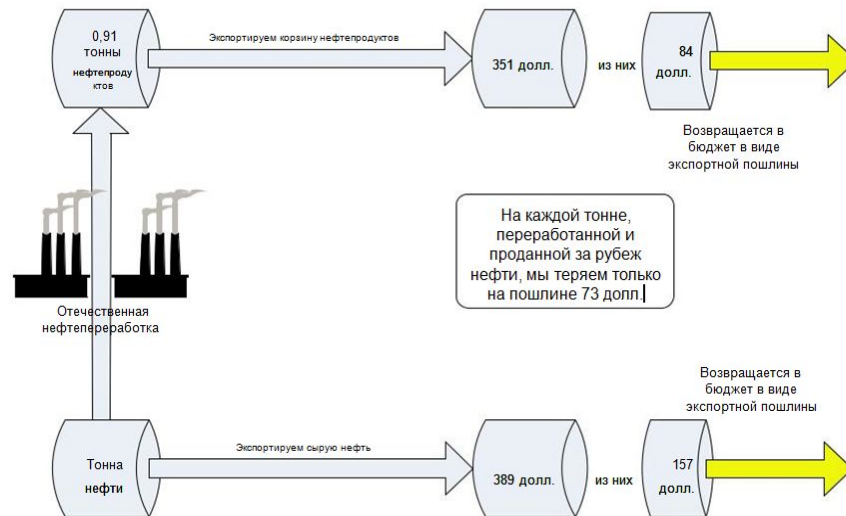 0,91
тонны
нефтепроду
ктов
Экспортируем корзину нефтепродуктов
351 долл.
из них
84
долл.
Возвращается в
бюджет в виде
экспортной пошлины
На каждой тонне,
переработанной и
проданной за рубеж
нефти, мы теряем только
на пошлине 73 долл.
Отечественная
нефтепереработка
Возвращается в
бюджет в виде
экспортной пошлины
Тонна
нефти
Экспортируем сырую нефть
389 долл.
из них
157
долл.